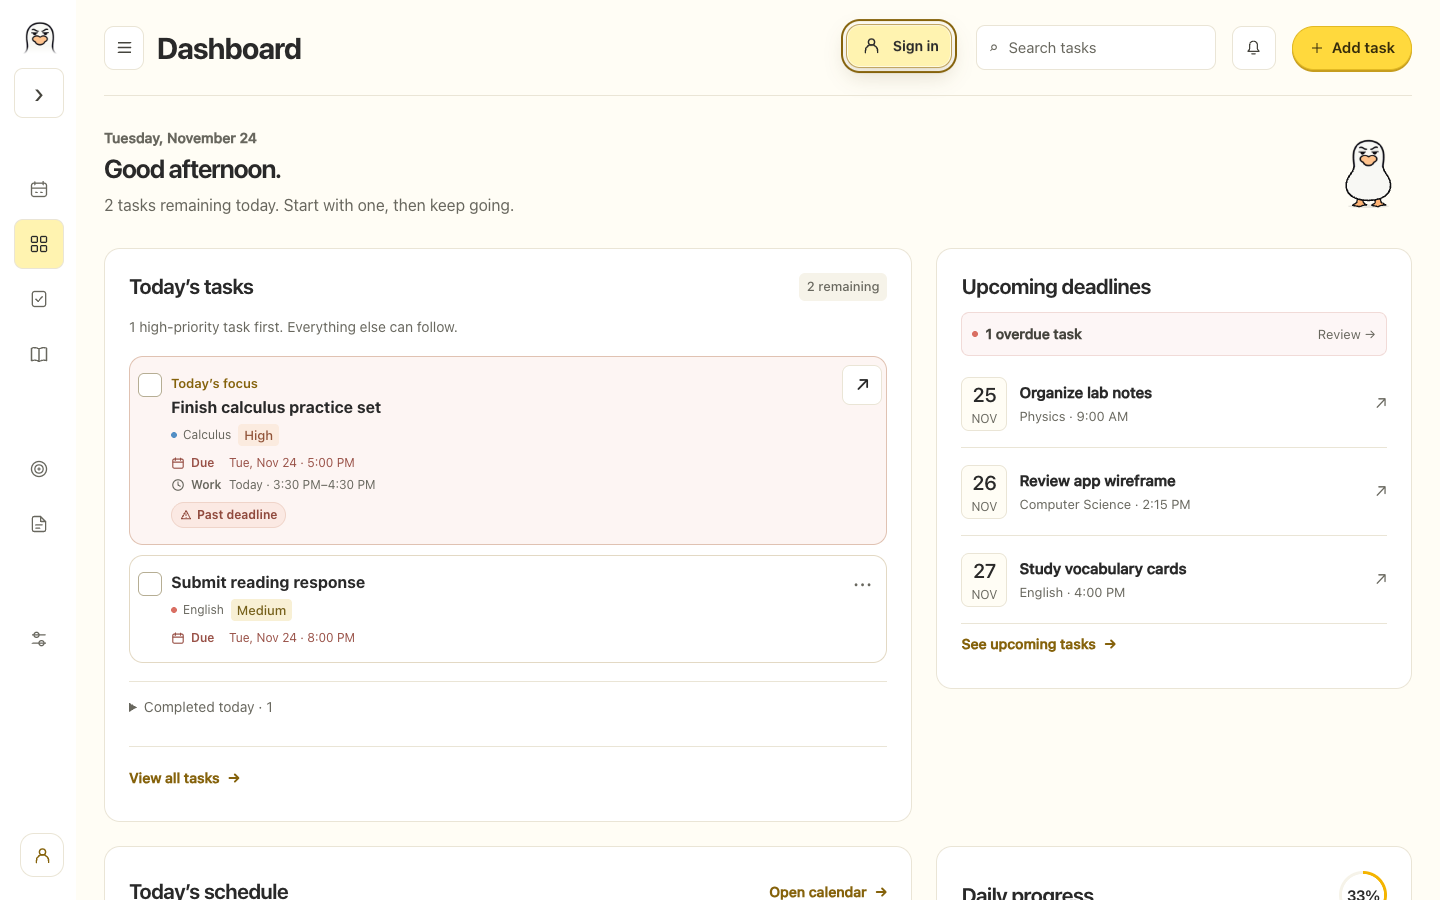 Dashboard
Sign in
Search tasks
+ Add task
Tuesday, November 24
Good afternoon.
2 tasks remaining today. Start with one, then keep going.
Today's tasks
2 remaining
1 high-priority task first. Everything else can follow.
Today's focus
Finish calculus practice set
Calculus High
Due Tue, Nov 24 · 5:00 PM
Work Today · 3:30 PM–4:30 PM
Past deadline
Submit reading response
English Medium
Due Tue, Nov 24 · 8:00 PM
Completed today · 1
View all tasks →
Upcoming deadlines
1 overdue task
Review →
25 NOV
Organize lab notes
Physics · 9:00 AM
26 NOV
Review app wireframe
Computer Science · 2:15 PM
27 NOV
Study vocabulary cards
English · 4:00 PM
See upcoming tasks →
Today's schedule
Open calendar →
Daily progress
33%